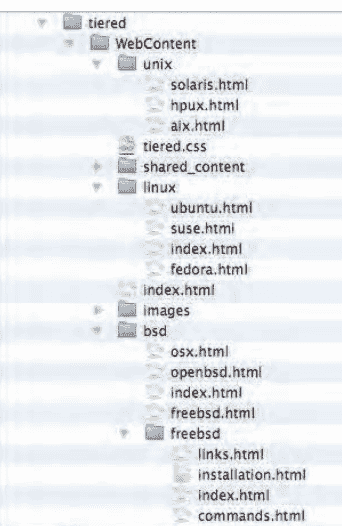 tiered
WebContent
unix
solaris.html
hpux.html
aix.html
tiered.css
shared_content
linux
ubuntu.html
suse.html
index.html
fedora.html
index.html
images
bsd
osx.html
openbsd.html
index.html
freebsd.html
freebsd
links.html
installation.html
index.html
commands.html